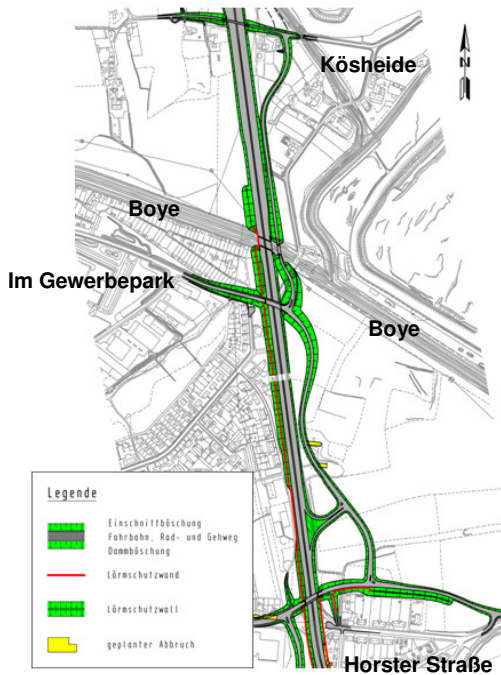 Kösheide
N
Boye
Im Gewerbepark
Boye
Legende
Einschnittböschung
Fahrbahn, Rad- und Gehweg
Dammböschung
Lärmschutzwand
Lärmschutzwall
geplanter Abbruch
Horster Straße